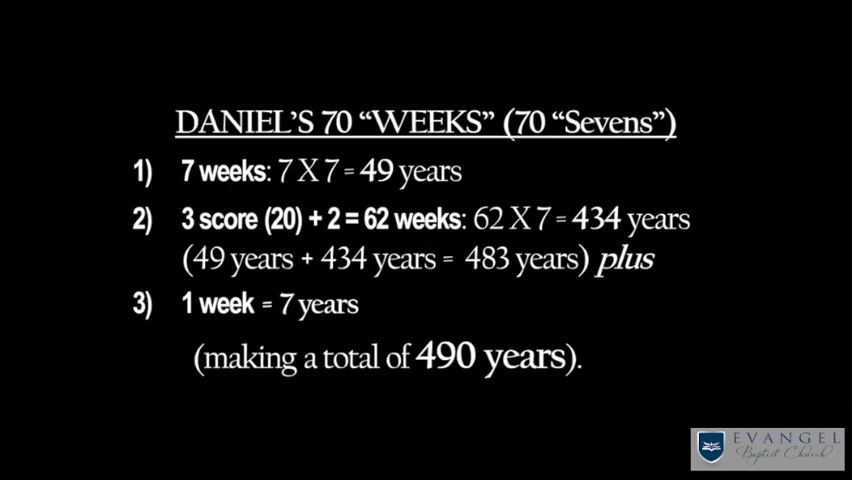 DANIEL'S 70 “WEEKS” (70 “Sevens”)
1) 7 weeks: 7 X 7 = 49 years
2) 3 score (20) + 2 = 62 weeks: 62 X 7 = 434 years
(49 years + 434 years = 483 years) plus
3) 1 week = 7 years
(making a total of 490 years).
EVANGEL
Baptist Church